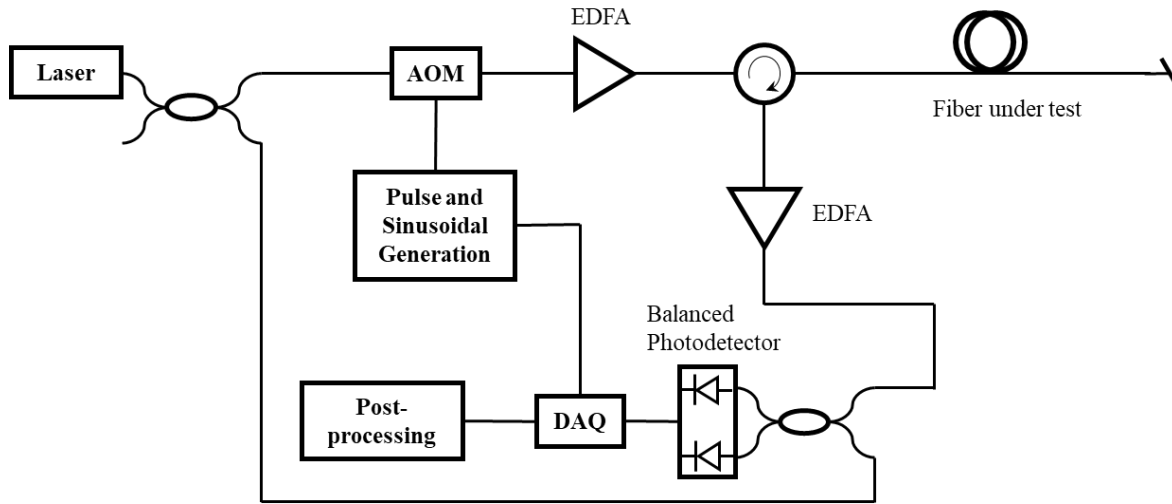 EDFA
Laser
AOM
Fiber under test
Pulse and
Sinusoidal
Generation
EDFA
Balanced
Photodetector
Post-
processing
DAQ